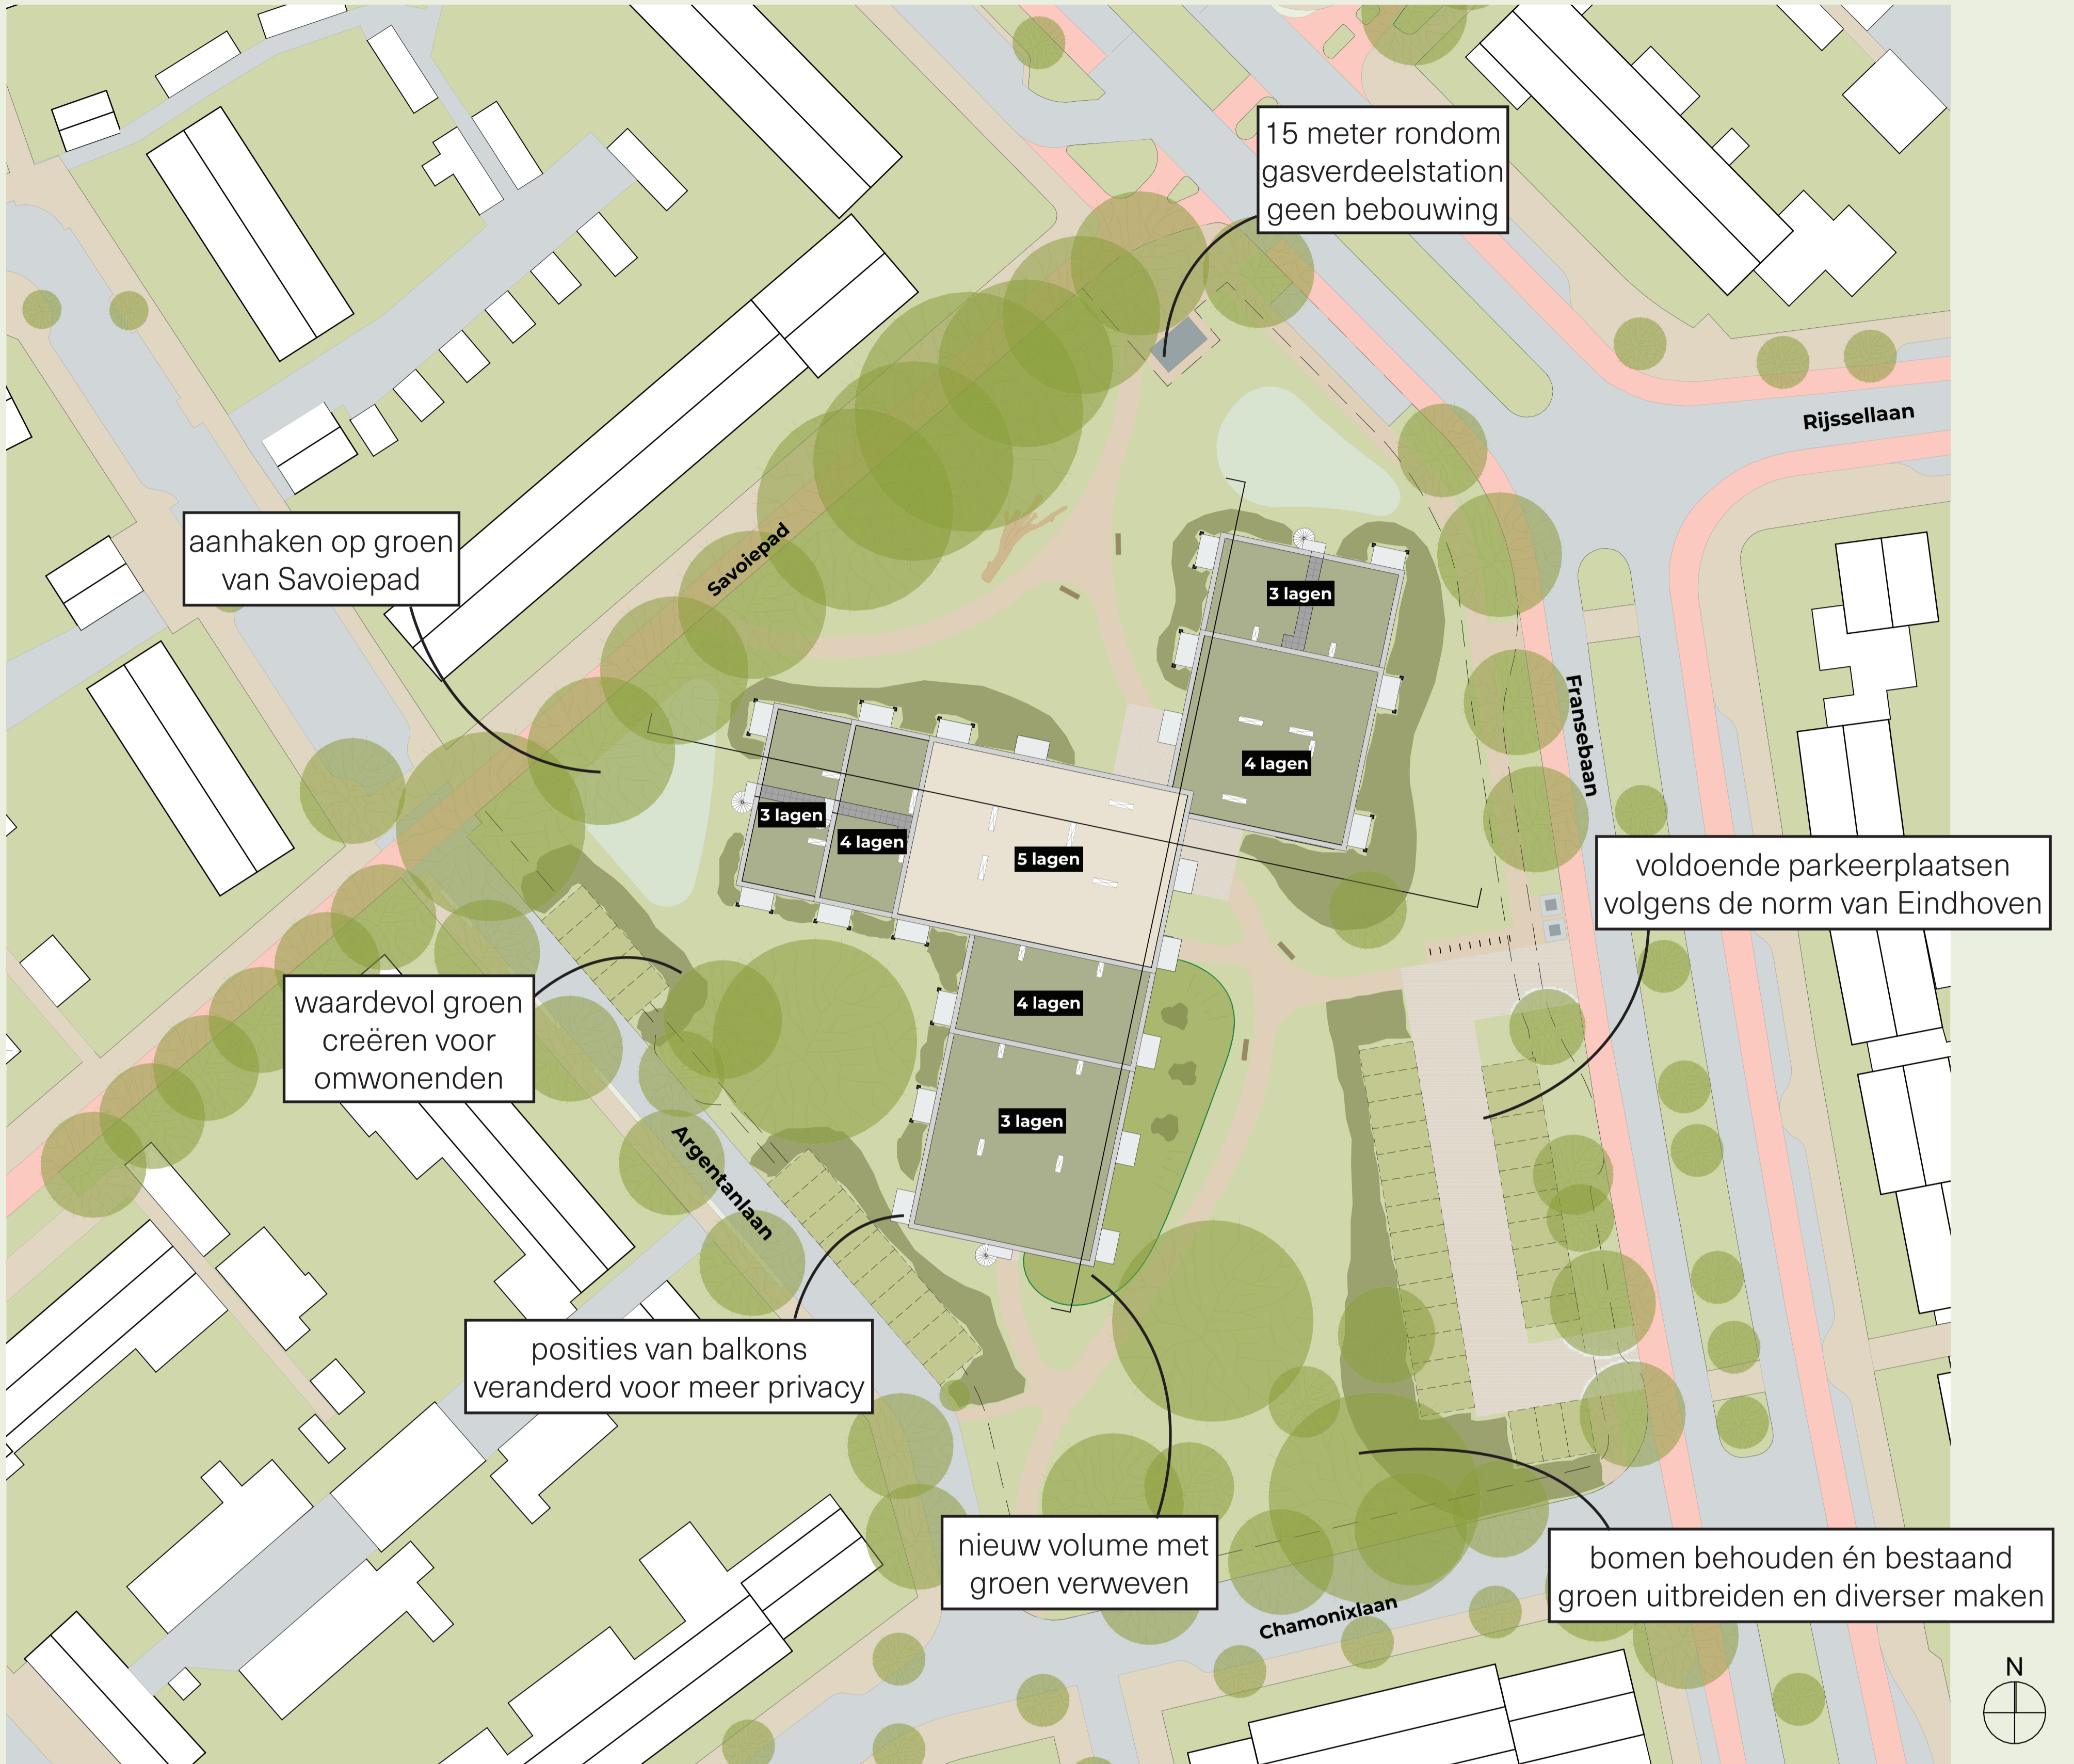 15 meter rondom
gasverdeelstation
geen bebouwing
Rijssellaan
aanhaken op groen
van Savoiepad
Savoiepad
3 lagen
4 lagen
Fransebaan
3 lagen
4 lagen
5 lagen
voldoende parkeerplaatsen
volgens de norm van Eindhoven
waardevol groen
creëren voor
omwonenden
4 lagen
3 lagen
Argentanlaan
posities van balkons
veranderd voor meer privacy
nieuw volume met
groen verweven
bomen behouden én bestaand
groen uitbreiden en diverser maken
Chamonixlaan
N